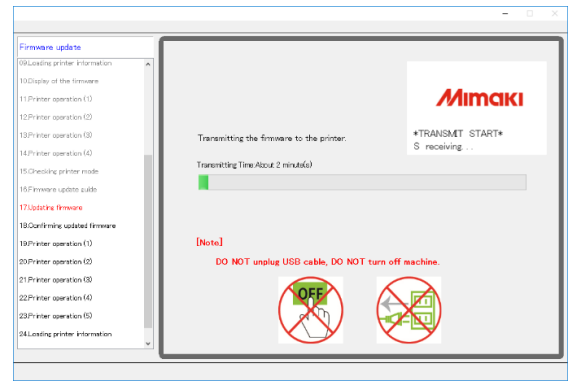 Firmware update
09.Loading printer information
10.Display of the firmware
11.Printer operation (1)
12.Printer operation (2)
13.Printer operation (3)
14.Printer operation (4)
15.Checking printer mode
16.Firmware update guide
17.Updating firmware
18.Confirming updated firmware
19.Printer operation (1)
20.Printer operation (2)
21.Printer operation (3)
22.Printer operation (4)
23.Printer operation (5)
24.Loading printer information
Mimaki
*TRANSMIT START*
S receiving...
Transmitting the firmware to the printer.
Transmitting Time:About 2 minute(s)
[Note]
DO NOT unplug USB cable, DO NOT turn off machine.
OFF